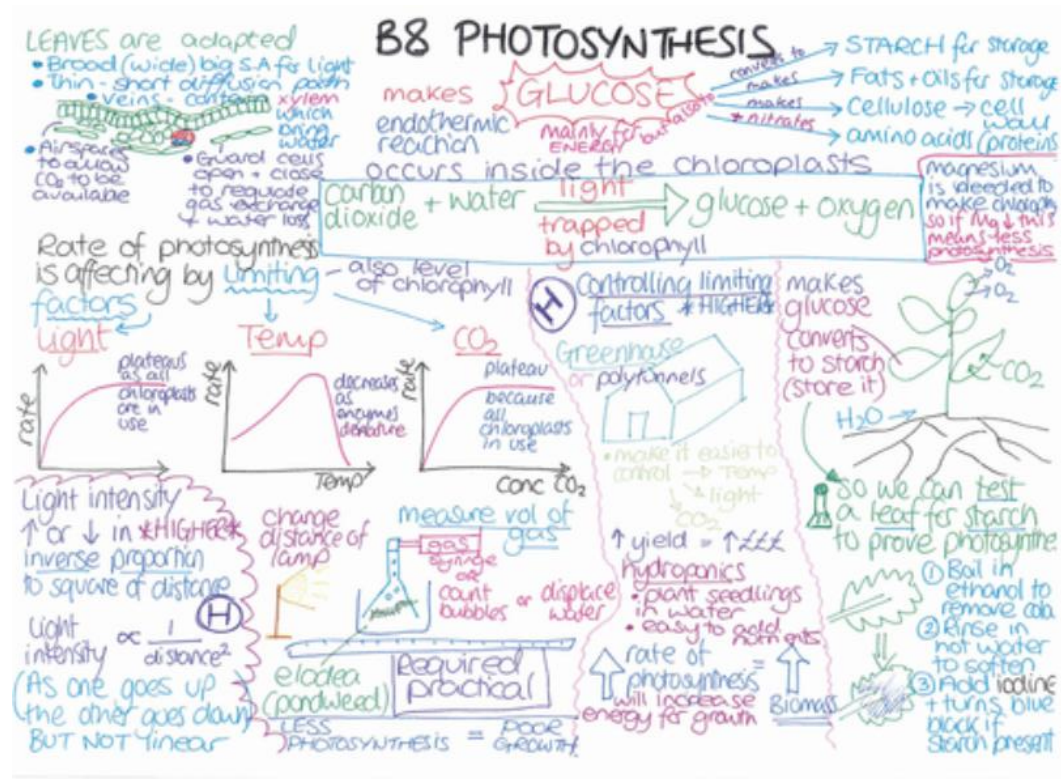 B8 PHOTOSYNTHESIS
LEAVES are adapted
• Broad (wide) big S.A for light
• Thin - short diffusion path
• veins - contains xylem
which
bring
water
• Airspaces
to allow
CO2 to be
available
• Guard cells
open + close
to regulate
gas exchange
+ water loss
makes GLUCOSE
endothermic
reaction
mainly for
ENERGY
but also to
converts to
STARCH for storage
makes
Fats + oils for storage
makes
Cellulose → cell
wall
* nitrates
amino acids (proteins
occurs inside the chloroplasts
carbon
dioxide + water
light
trapped
by chlorophyll
glucose + oxygen
magnesium
is needed to
make chloroph
so if Mg ↓ this
means less
photosynthesis
Rate of photosynthesis
is affecting by limiting
factors
- also level
of chlorophyll
Light
rate
plateaus
as all
chloroplasts
are in
use
Temp
rate
decreases
as
enzymes
denature
Temp
CO2
rate
plateau
because
all
chloroplasts
in use
Conc CO2
Light intensity
↑ or ↓ in *HIGHER*
inverse proportion
to square of distance
H
Light
intensity ∝ 1
distance²
(As one goes up
the other goes down)
BUT NOT linear
change
distance of
lamp
measure vol of
gas
gas
syringe
or
count
bubbles or displace
water
elodea
(pondweed)
Required
practical
LESS
PHOTOSYNTHESIS = POOR
GROWTH
H
Controlling limiting
factors *HIGHER*
Greenhouse
or polytunnels
• make it easier to
control → Temp
→ light
→ CO2
↑ yield = ↑ £££
hydroponics
• plant seedlings
in water
• easy to add
nutrients
↑ rate of
photosynthesis = ↑
will increase
energy for growth
Biomass
makes
glucose
converts
to starch
(store it)
O2
O2
CO2
H2O →
So we can test
a leaf for starch
to prove photosynthe
① Boil in
ethanol to
remove colo
② Rinse in
hot water
to soften
③ Add iodine
+ turns blue
black if
starch present